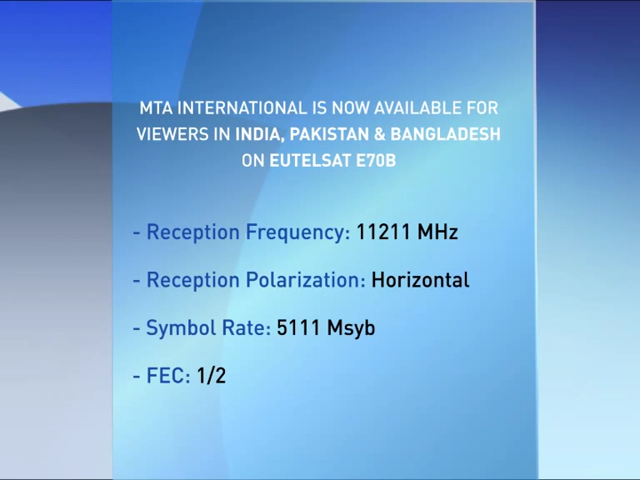 MTA INTERNATIONAL IS NOW AVAILABLE FOR
VIEWERS IN INDIA, PAKISTAN & BANGLADESH
ON EUTELSAT E70B
- Reception Frequency: 11211 MHz
- Reception Polarization: Horizontal
- Symbol Rate: 5111 Msyb
- FEC: 1/2